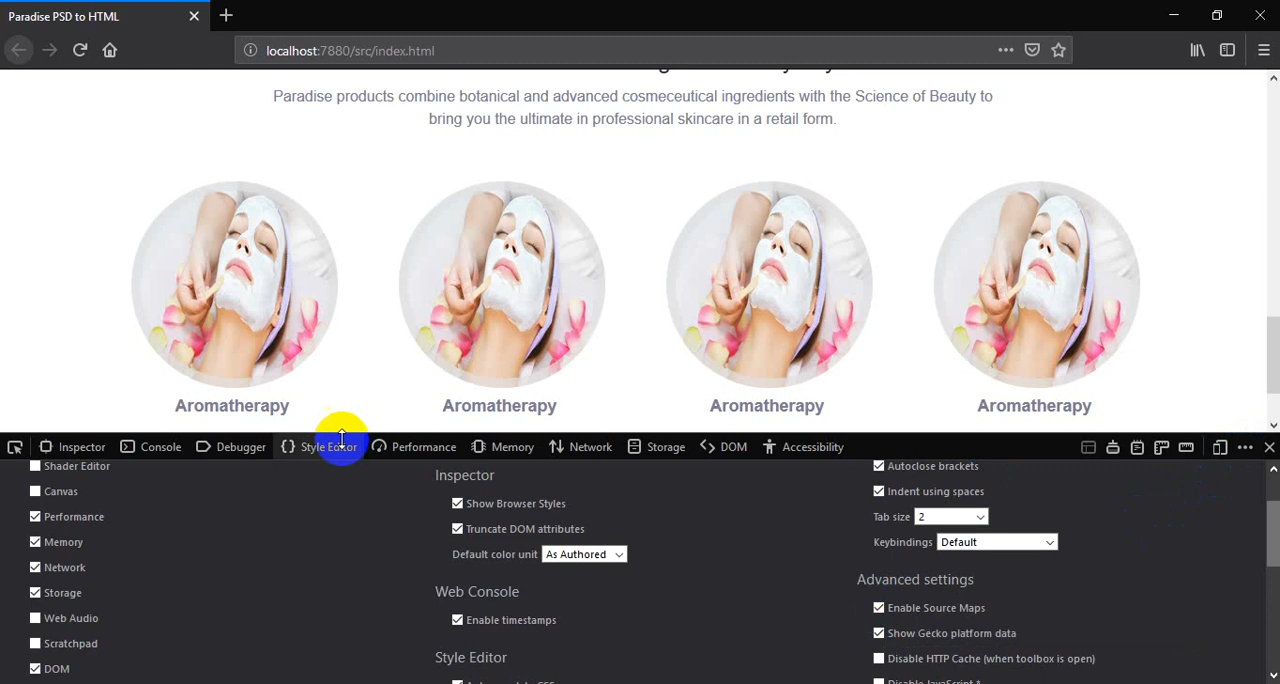 Paradise PSD to HTML
localhost:7880/src/index.html
Paradise products combine botanical and advanced cosmeceutical ingredients with the Science of Beauty to
bring you the ultimate in professional skincare in a retail form.
Aromatherapy Aromatherapy Aromatherapy Aromatherapy
Inspector Console Debugger {} Style Editor Performance Memory Network Storage DOM Accessibility
Shader Editor
Canvas
Performance
Memory
Network
Storage
Web Audio
Scratchpad
DOM
Inspector
Show Browser Styles
Truncate DOM attributes
Default color unit As Authored
Web Console
Enable timestamps
Style Editor
Autoclose brackets
Indent using spaces
Tab size 2
Keybindings Default
Advanced settings
Enable Source Maps
Show Gecko platform data
Disable HTTP Cache (when toolbox is open)
Disable JavaScript *